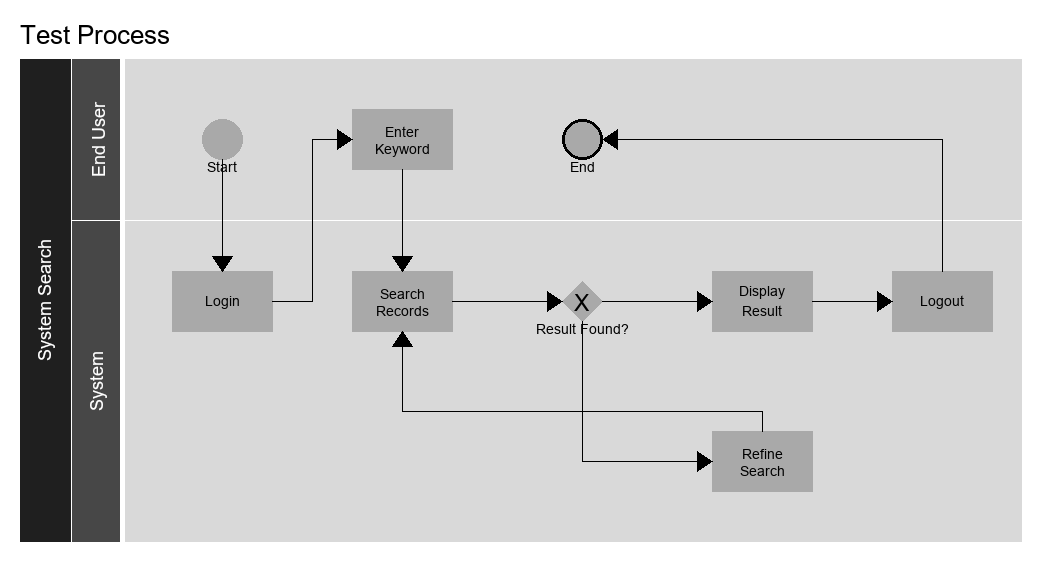 Test Process
System Search
End User
Start
Enter
Keyword
End
System
Login
Search
Records
X
Result Found?
Display
Result
Logout
Refine
Search